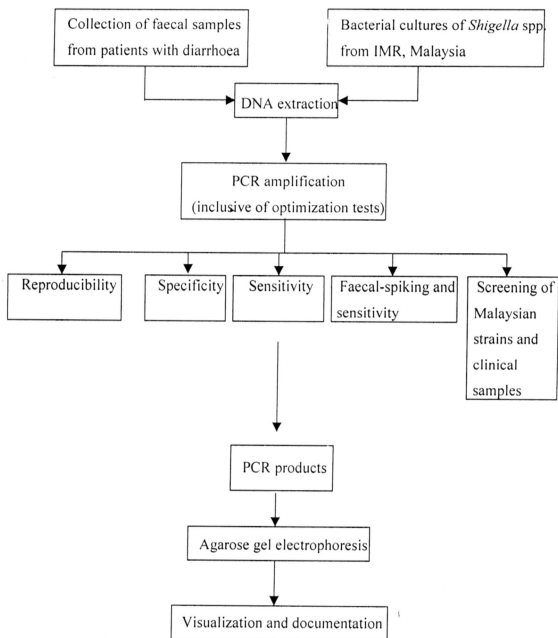 Collection of faecal samples
from patients with diarrhoea
Bacterial cultures of Shigella spp.
from IMR, Malaysia
DNA extraction
PCR amplification
(inclusive of optimization tests)
Reproducibility
Specificity
Sensitivity
Faecal-spiking and
sensitivity
Screening of
Malaysian
strains and
clinical
samples
PCR products
Agarose gel electrophoresis
Visualization and documentation